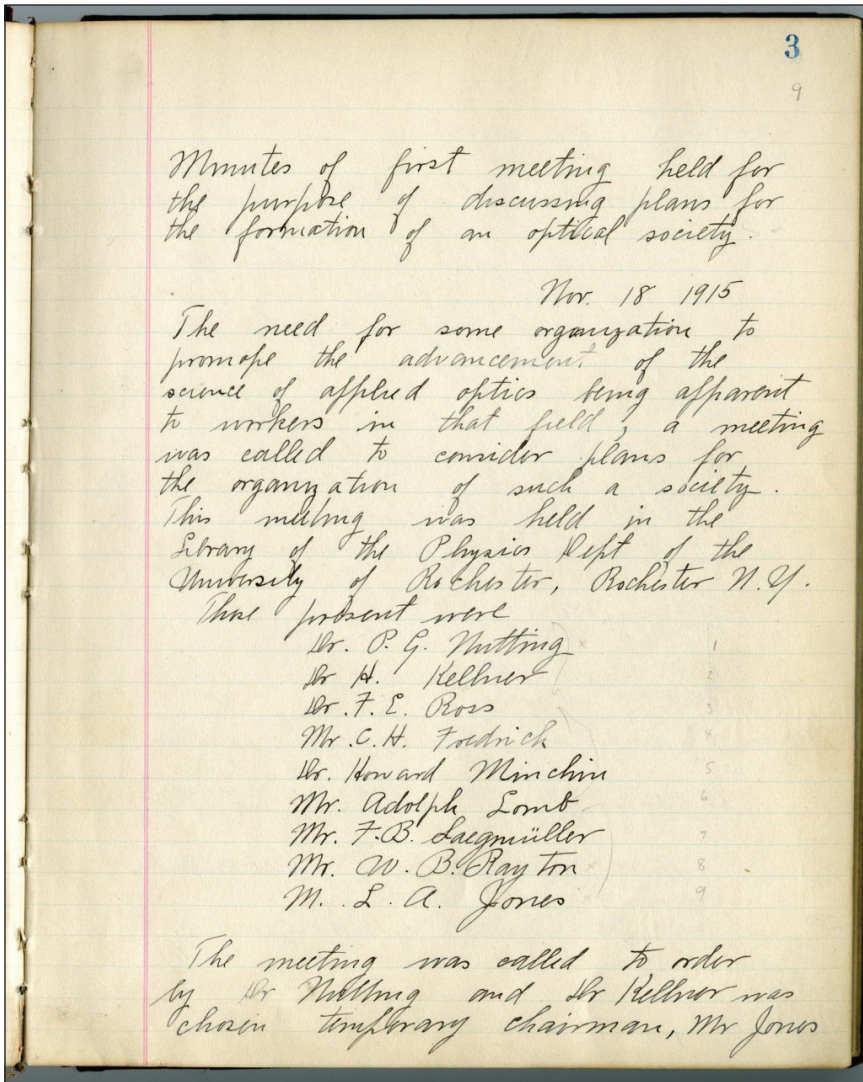 3
9
Minutes of first meeting held for
the purpose of discussing plans for
the formation of an optical society.
Nov. 18 1915
The need for some organization to
promope the advancement of the
science of applied optics being apparent
to workers in that field, a meeting
was called to consider plans for
the organization of such a society.
This meeting was held in the
Library of the Physics Dept of the
University of Rochester, Rochester N.Y.
Those present were
Dr. P. G. Nutting 1
Dr H. Kellner 2
Dr. F. E. Ross 3
Mr. C. H. Fredrick 4
Dr. Howard Minchin 5
Mr. Adolph Lomb 6
Mr. F. B. Saegmüller 7
Mr. W. B. Rayton 8
M. L. A. Jones 9
The meeting was called to order
by Dr Nutting and Dr Kellner was
chosen temporary chairman, Mr Jones